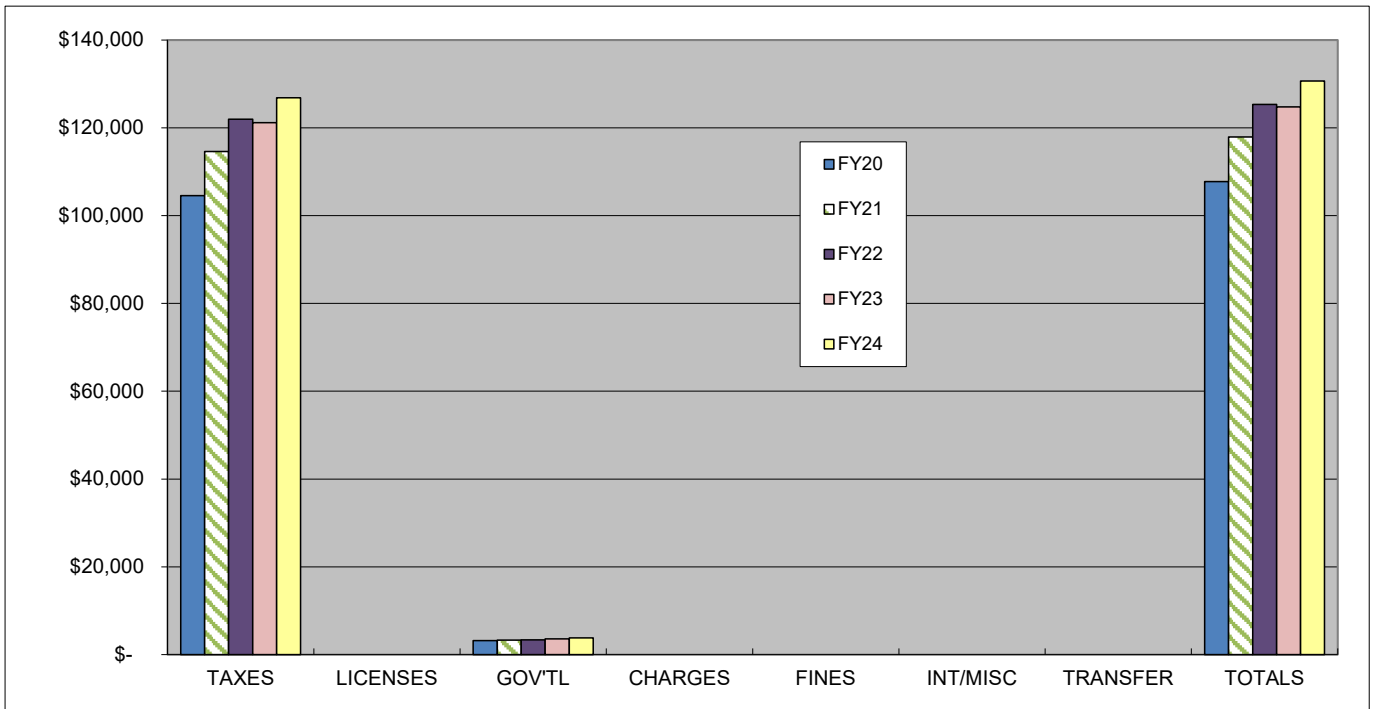 $140,000
$120,000
$100,000
$80,000
$60,000
$40,000
$20,000
$-
FY20
FY21
FY22
FY23
FY24
TAXES LICENSES GOV'TL CHARGES FINES INT/MISC TRANSFER TOTALS